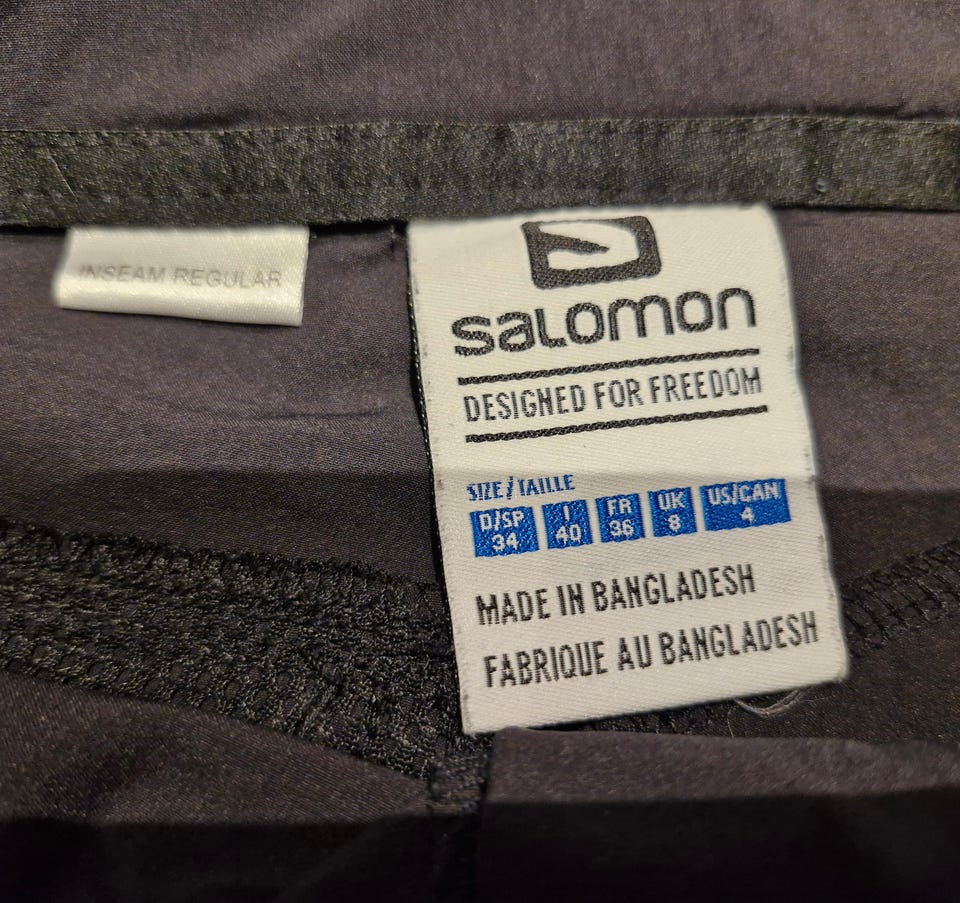 INSEAM REGULAR
SALOMON
DESIGNED FOR FREEDOM
SIZE / TAILLE
D/SP I FR UK US/CAN
34 40 36 8 4
MADE IN BANGLADESH
FABRIQUE AU BANGLADESH